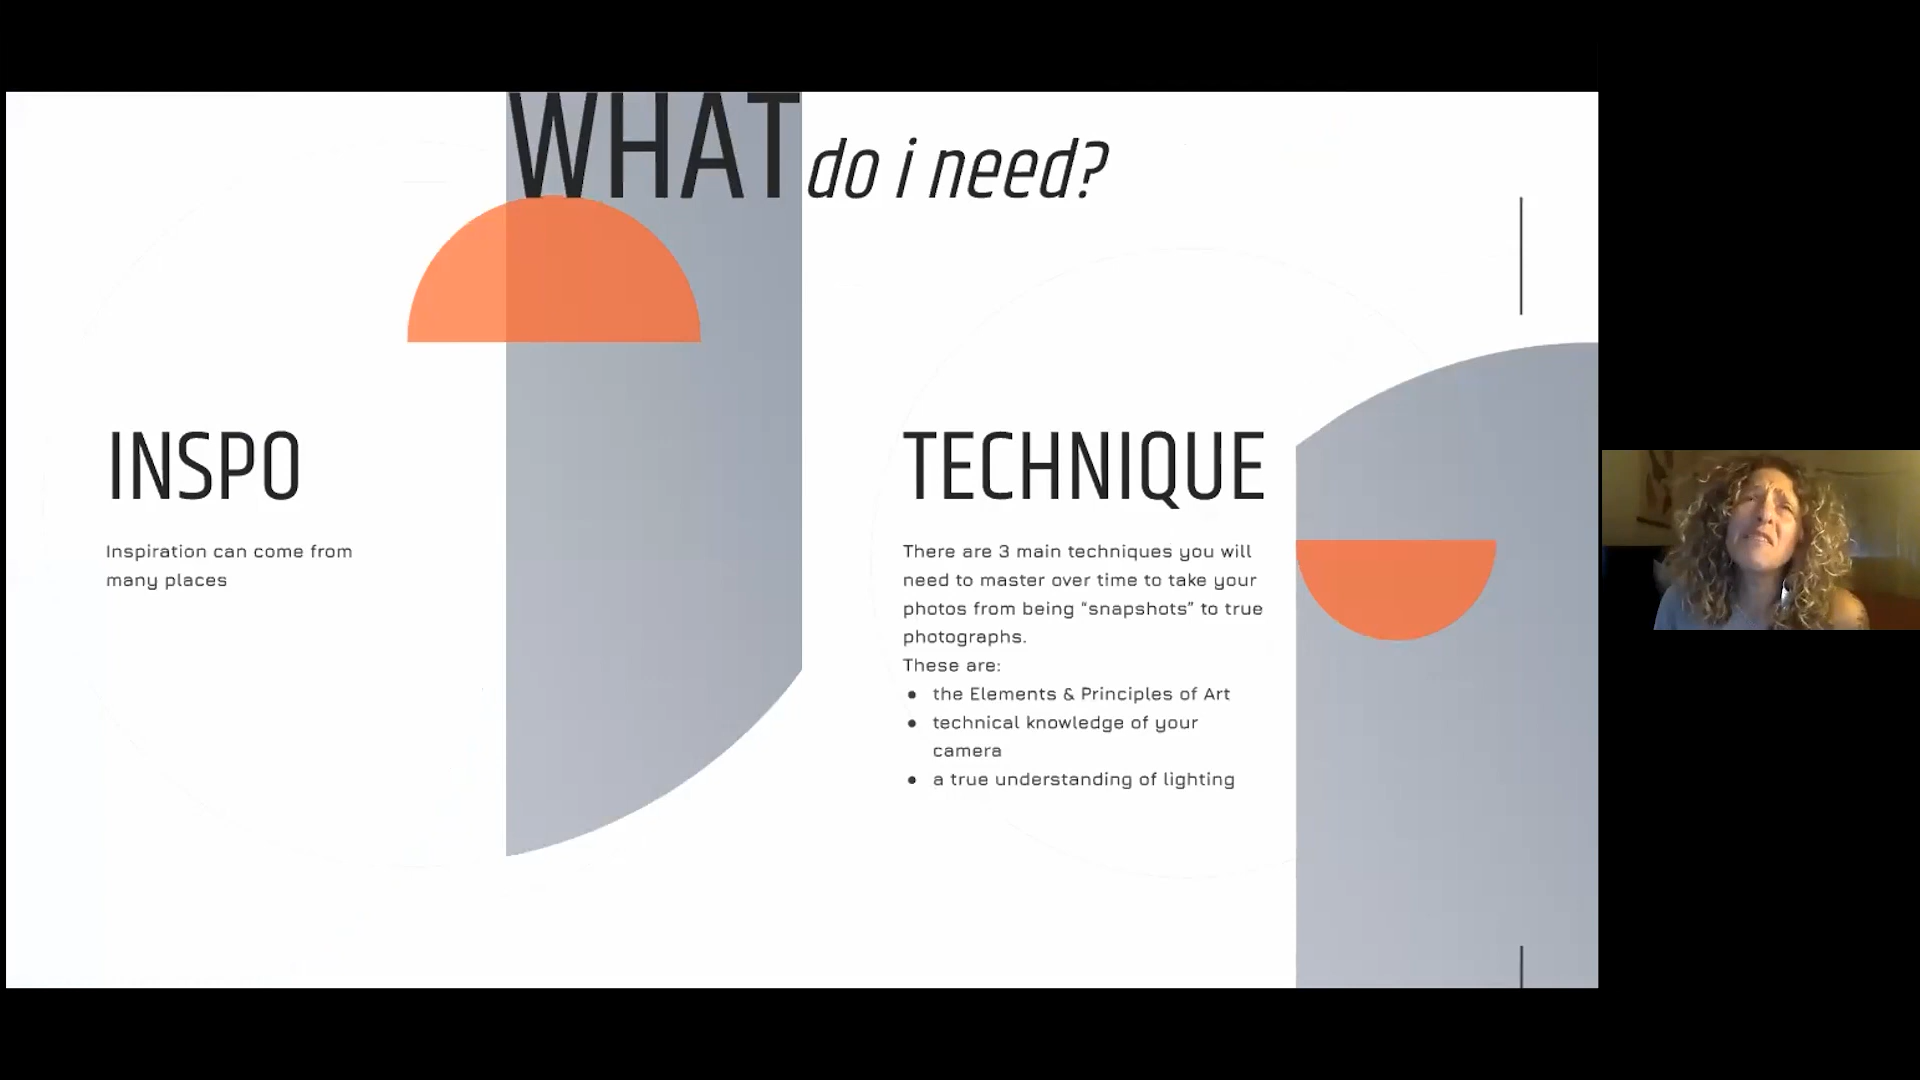 WHAT do i need?
INSPO
Inspiration can come from
many places
TECHNIQUE
There are 3 main techniques you will
need to master over time to take your
photos from being “snapshots” to true
photographs.
These are:
● the Elements & Principles of Art
● technical knowledge of your
camera
● a true understanding of lighting